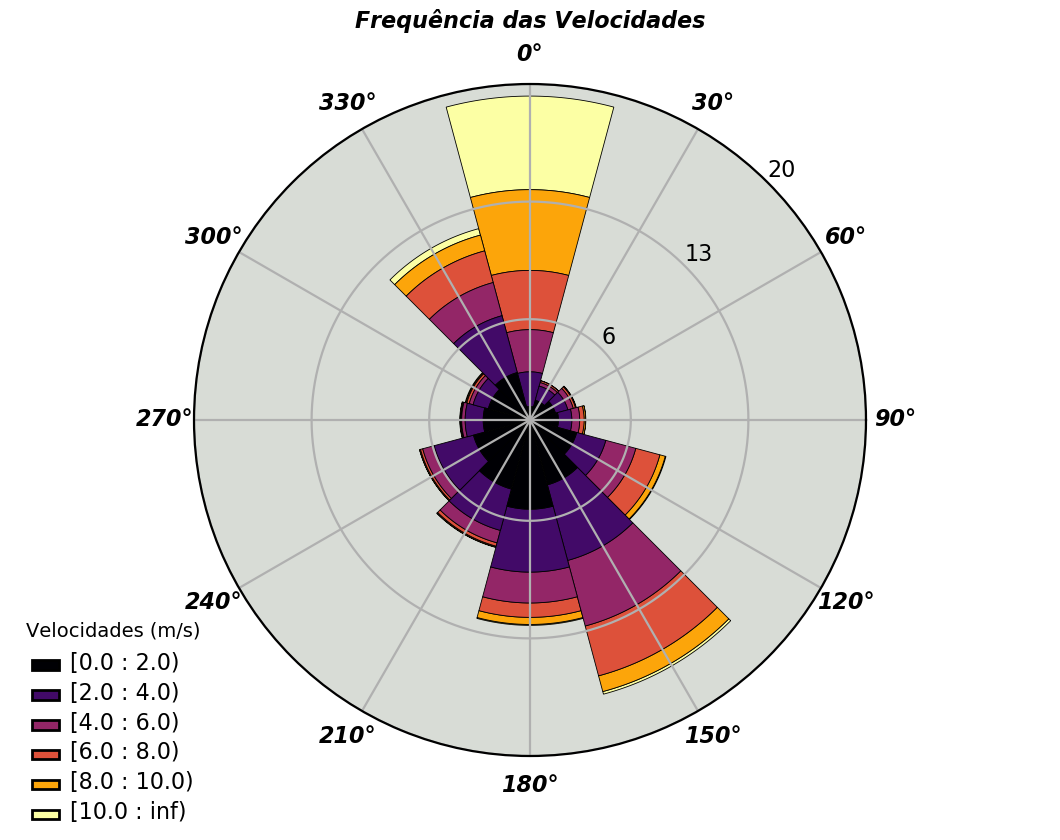 Frequência das Velocidades
0°
330°
30°
20
300°
60°
13
6
270°
90°
240°
120°
210°
150°
180°
Velocidades (m/s)
[0.0 : 2.0)
[2.0 : 4.0)
[4.0 : 6.0)
[6.0 : 8.0)
[8.0 : 10.0)
[10.0 : inf)